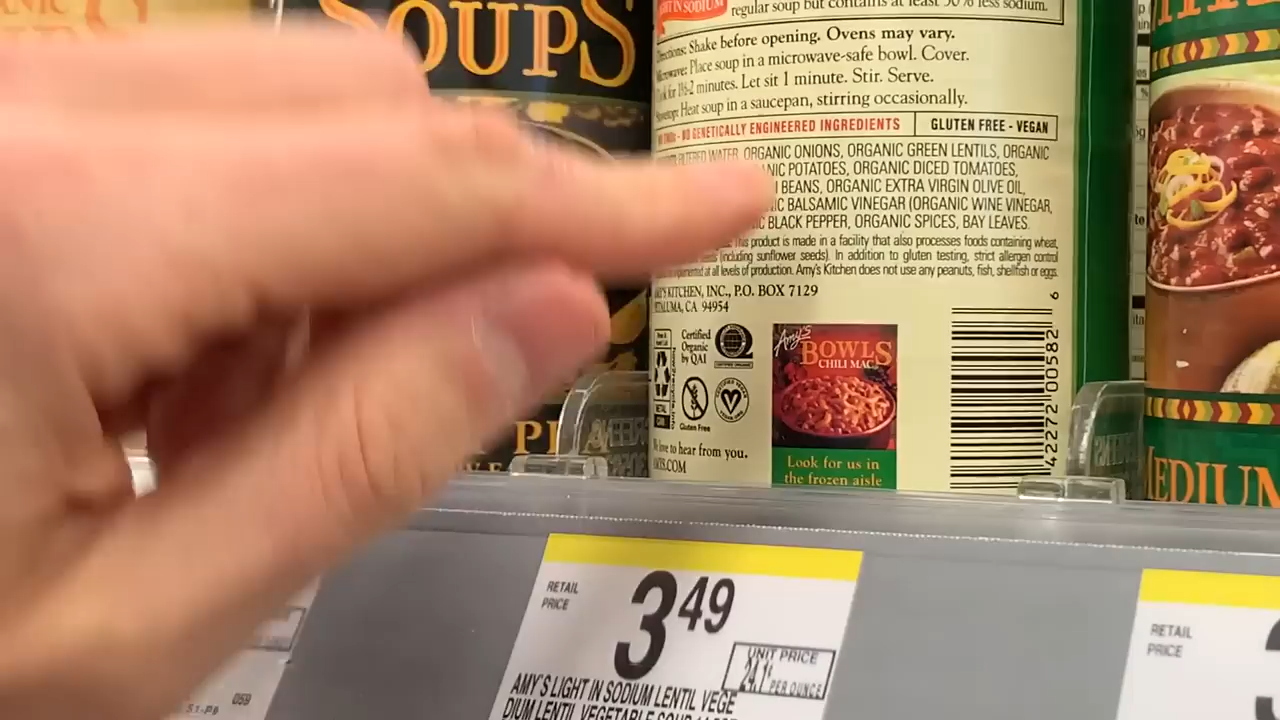 SOUPS
LIGHT IN SODIUM
regular soup but contains at least 50% less sodium.
Directions: Shake before opening. Ovens may vary.
Microwave: Place soup in a microwave-safe bowl. Cover.
for 1½-2 minutes. Let sit 1 minute. Stir. Serve.
Heat soup in a saucepan, stirring occasionally.
NO GMOs - NO GENETICALLY ENGINEERED INGREDIENTS
GLUTEN FREE - VEGAN
FILTERED WATER, ORGANIC ONIONS, ORGANIC GREEN LENTILS, ORGANIC
POTATOES, ORGANIC DICED TOMATOES,
BEANS, ORGANIC EXTRA VIRGIN OLIVE OIL,
BALSAMIC VINEGAR (ORGANIC WINE VINEGAR,
BLACK PEPPER, ORGANIC SPICES, BAY LEAVES.
This product is made in a facility that also processes foods containing wheat,
(including sunflower seeds). In addition to gluten testing, strict allergen control
at all levels of production. Amy's Kitchen does not use any peanuts, fish, shellfish or eggs.
AMY'S KITCHEN, INC., P.O. BOX 7129
PETALUMA, CA 94954
Certified
Organic
by QAI
Gluten Free
We love to hear from you.
AMYS.COM
Amy's
BOWLS
CHILI MAC
Look for us in
the frozen aisle
42272 00582 6
MEDIUM
RETAIL
PRICE
3 49
UNIT PRICE
24.1¢ PER OUNCE
AMY'S LIGHT IN SODIUM LENTIL VEGE
DIUM LENTIL VEGETABLE SOUP
RETAIL
PRICE